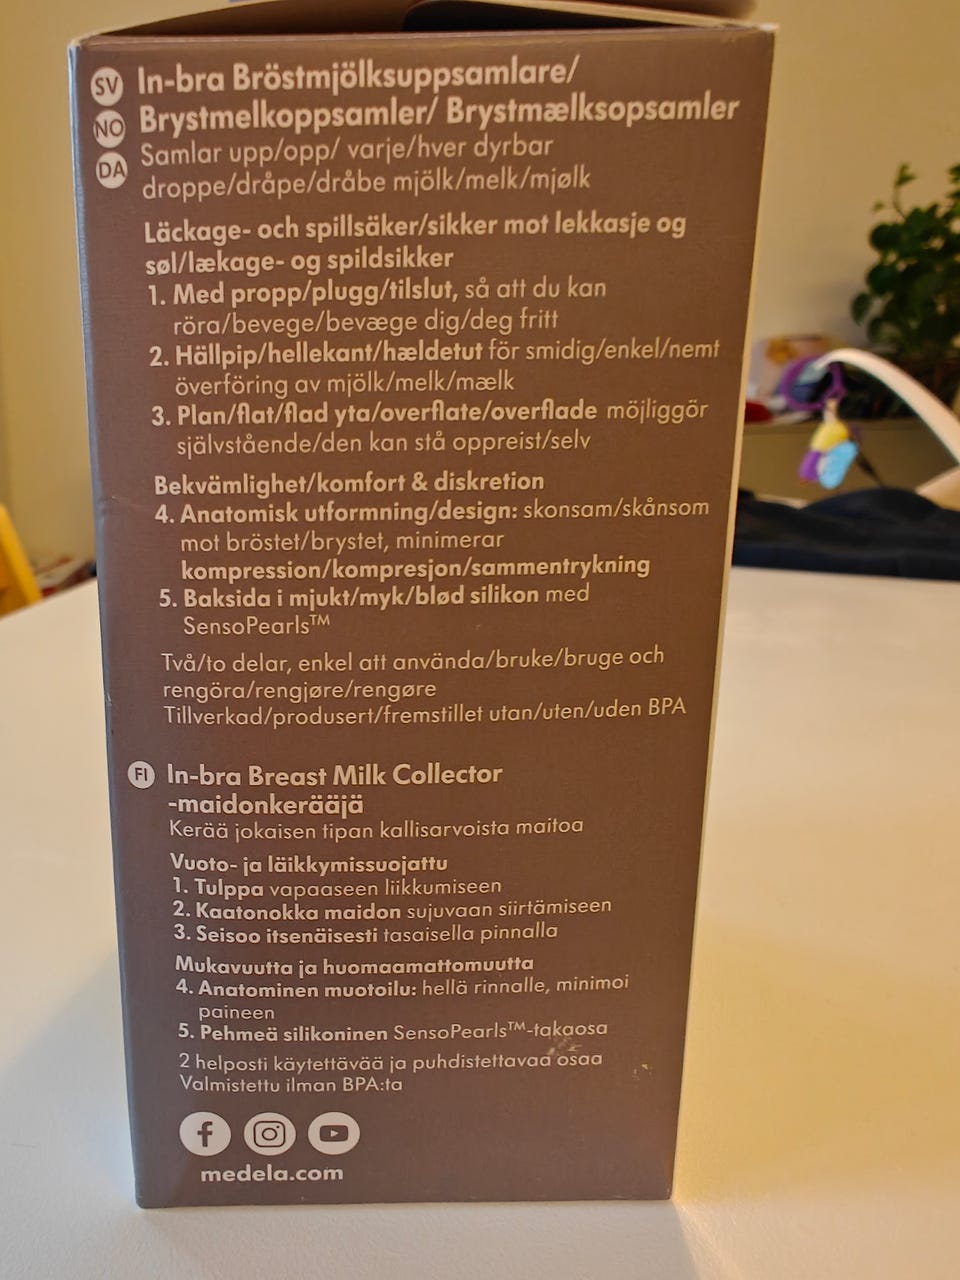 SV In-bra Bröstmjölksuppsamlare/
NO Brystmelkoppsamler/ Brystmælksopsamler
DA Samlar upp/opp/ varje/hver dyrbar
droppe/dråpe/dråbe mjölk/melk/mjølk
Läckage- och spillsäker/sikker mot lekkasje og
søl/lækage- og spildsikker
1. Med propp/plugg/tilslut, så att du kan
röra/bevege/bevæge dig/deg fritt
2. Hällpip/hellekant/hældetut för smidig/enkel/nemt
överföring av mjölk/melk/mælk
3. Plan/flat/flad yta/overflate/overflade möjliggör
självstående/den kan stå oppreist/selv
Bekvämlighet/komfort & diskretion
4. Anatomisk utformning/design: skonsam/skånsom
mot bröstet/brystet, minimerar
kompression/kompresjon/sammentrykning
5. Baksida i mjukt/myk/blød silikon med
SensoPearls™
Två/to delar, enkel att använda/bruke/bruge och
rengöra/rengjøre/rengøre
Tillverkad/produsert/fremstillet utan/uten/uden BPA
FI In-bra Breast Milk Collector
-maidonkerääjä
Kerää jokaisen tipan kallisarvoista maitoa
Vuoto- ja läikkymissuojattu
1. Tulppa vapaaseen liikkumiseen
2. Kaatonokka maidon sujuvaan siirtämiseen
3. Seisoo itsenäisesti tasaisella pinnalla
Mukavuutta ja huomaamattomuutta
4. Anatominen muotoilu: hellä rinnalle, minimoi
paineen
5. Pehmeä silikoninen SensoPearls™-takaosa
2 helposti käytettävää ja puhdistettavaa osaa
Valmistettu ilman BPA:ta
medela.com